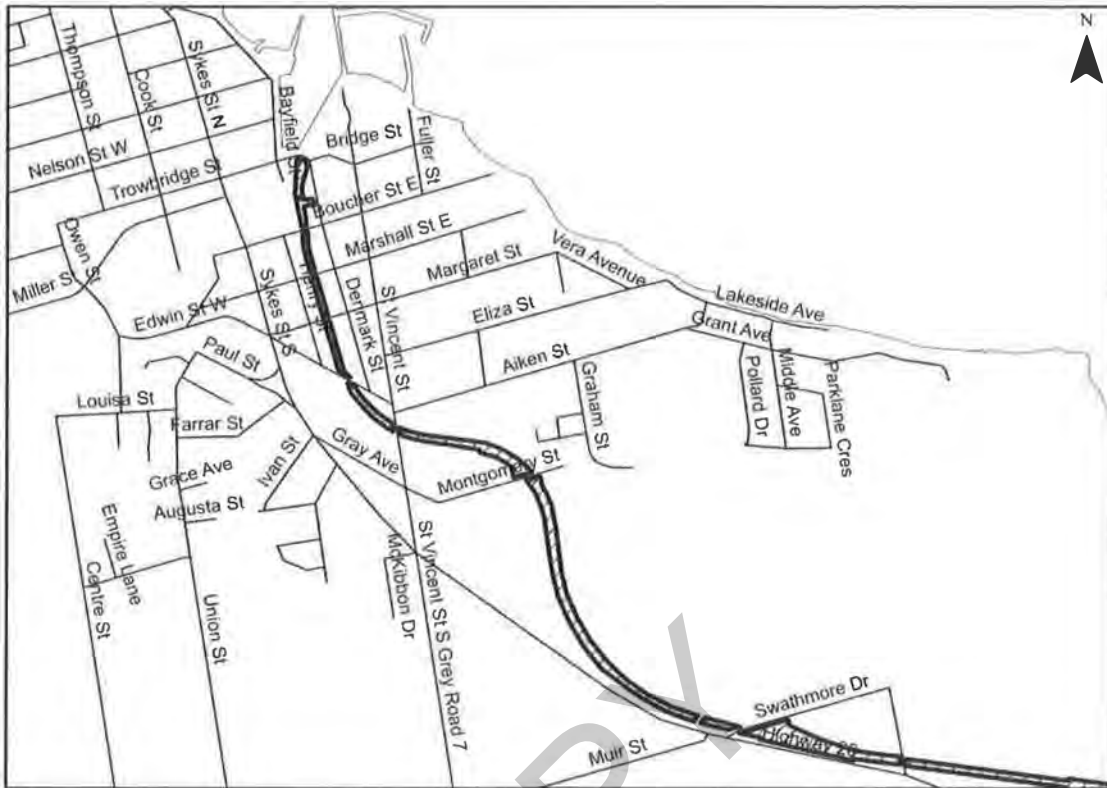 N
Thompson St
Cook St
Sykes St N
Bayfield St
Bridge St
Fuller St
Nelson St W
Trowbridge St
Boucher St E
Marshall St E
Owen St
Miller St
Edwin St W
Sykes St S
Denmark St
St Vincent St
Margaret St
Vera Avenue
Lakeside Ave
Eliza St
Grant Ave
Aiken St
Paul St
Pollard Dr
Middle Ave
Parklane Cres
Graham St
Louisa St
Farrar St
Gray Ave
Ivan St
Grace Ave
Montgomery St
Augusta St
Empire Lane
Centre St
Union St
McKibbon Dr
St Vincent St S Grey Road 7
Swathmore Dr
Highway 26
Muir St